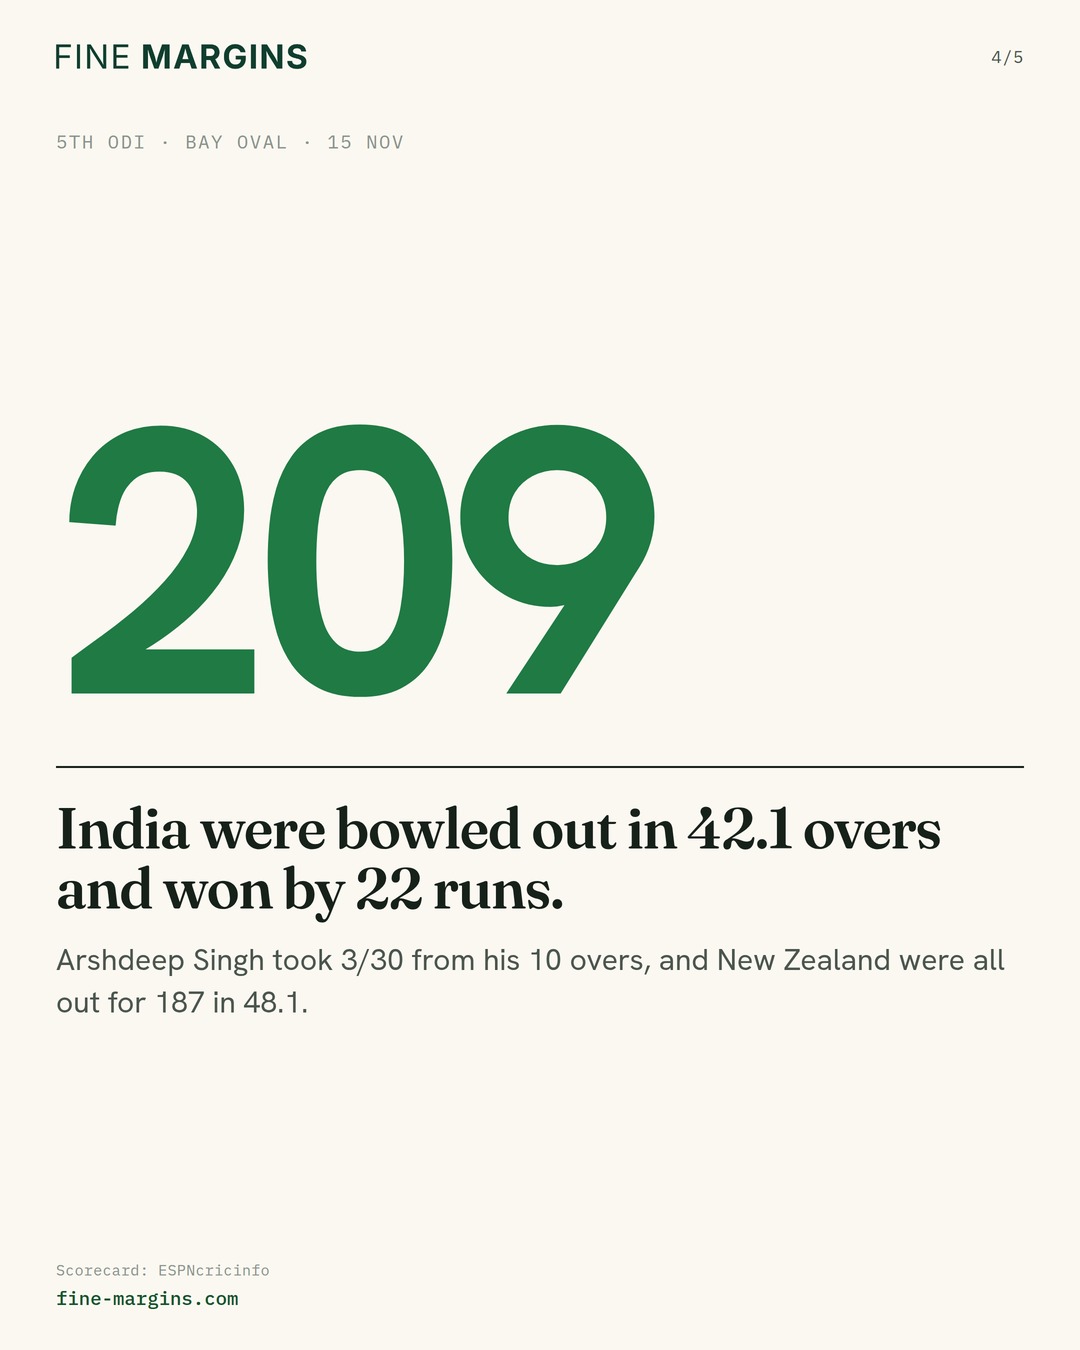 FINE MARGINS
4/5
5TH ODI · BAY OVAL · 15 NOV
209
India were bowled out in 42.1 overs
and won by 22 runs.
Arshdeep Singh took 3/30 from his 10 overs, and New Zealand were all
out for 187 in 48.1.
Scorecard: ESPNcricinfo
fine-margins.com